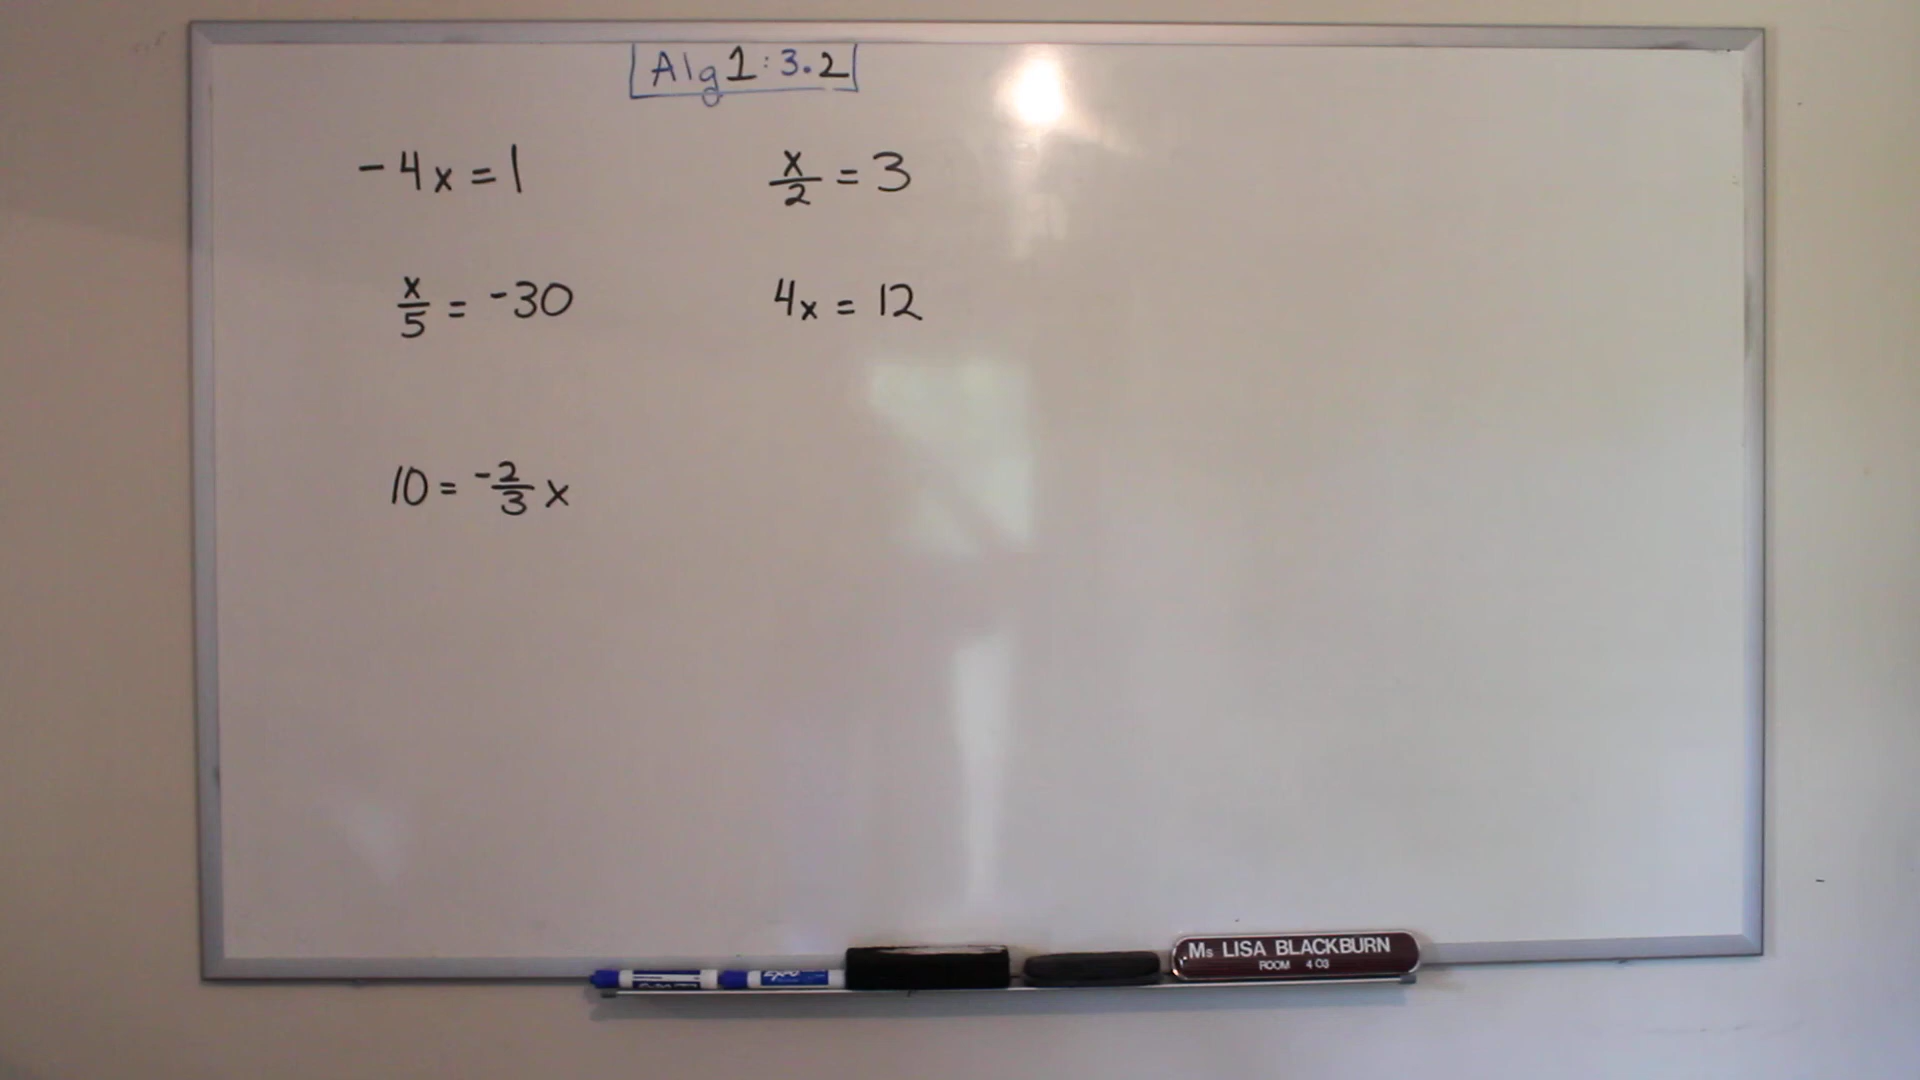 Alg 1: 3.2
-4x = 1
x/2 = 3
x/5 = -30
4x = 12
10 = -2/3 x
Ms LISA BLACKBURN
ROOM 403